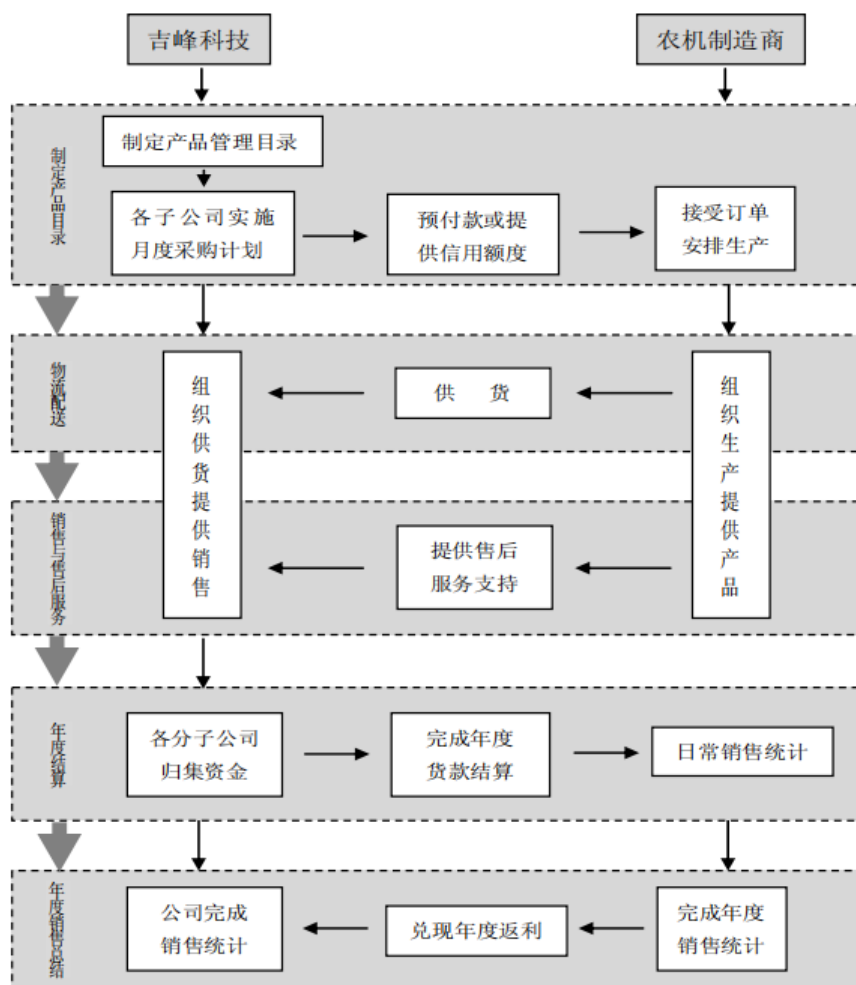 吉峰科技
农机制造商
制定产品目录
制定产品管理目录
各子公司实施
月度采购计划
预付款或提
供信用额度
接受订单
安排生产
物流配送
组织供货提供销售
供 货
组织生产提供产品
销售与售后服务
提供售后
服务支持
年度结算
各分子公司
归集资金
完成年度
货款结算
日常销售统计
年度销售总结
公司完成
销售统计
兑现年度返利
完成年度
销售统计